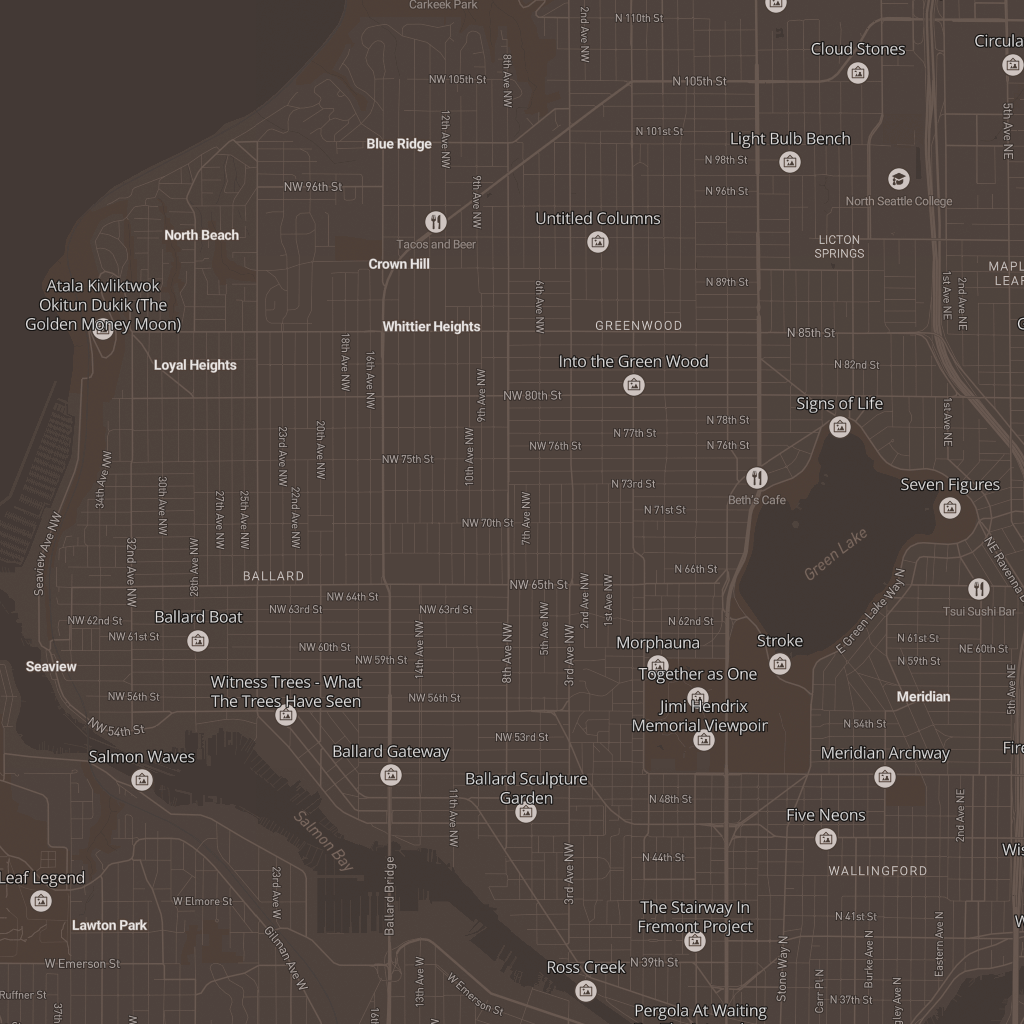 Carkeek Park
N 110th St
2nd Ave NW
Cloud Stones
8th Ave NW
NW 105th St
N 105th St
12th Ave NW
5th Ave NE
N 101st St
Light Bulb Bench
Blue Ridge
N 98th St
NW 96th St
9th Ave NW
N 96th St
North Seattle College
Untitled Columns
North Beach
Tacos and Beer
LICTON
SPRINGS
Crown Hill
Atala Kivliktwok
Okitun Dukik (The
Golden Money Moon)
6th Ave NW
N 89th St
1st Ave NE
2nd Ave NE
Whittier Heights
GREENWOOD
N 85th St
18th Ave NW
16th Ave NW
Loyal Heights
Into the Green Wood
N 82nd St
9th Ave NW
NW 80th St
Signs of Life
1st Ave NE
N 78th St
23rd Ave NW
20th Ave NW
N 77th St
NW 76th St
N 76th St
10th Ave NW
NW 75th St
34th Ave NW
N 73rd St
Beth's Cafe
Seven Figures
30th Ave NW
27th Ave NW
25th Ave NW
22nd Ave NW
7th Ave NW
N 71st St
NW 70th St
Seaview Ave NW
32nd Ave NW
28th Ave NW
Green Lake
NE Ravenna
N 66th St
BALLARD
NW 65th St
2nd Ave NW
1st Ave NW
NW 64th St
NW 63rd St
NW 63rd St
Tsui Sushi Bar
E Green Lake Way N
Ballard Boat
NW 62nd St
NW 61st St
5th Ave NW
N 62nd St
N 61st St
14th Ave NW
8th Ave NW
3rd Ave NW
Morphauna
Stroke
NW 60th St
NE 60th St
NW 59th St
N 59th St
Seaview
Together as One
Witness Trees - What
The Trees Have Seen
5th Ave NE
NW 56th St
NW 56th St
Meridian
Jimi Hendrix
Memorial Viewpoir
NW 54th St
N 54th St
NW 53rd St
Salmon Waves
Ballard Gateway
Meridian Archway
Ballard Sculpture
Garden
11th Ave NW
N 48th St
2nd Ave NE
Five Neons
Salmon Bay
N 44th St
Ballard Bridge
3rd Ave NW
WALLINGFORD
Leaf Legend
23rd Ave W
N Elmore St
The Stairway In
Fremont Project
N 41st St
Lawton Park
Gilman Ave W
Stone Way N
Burke Ave N
Eastern Ave N
W Emerson St
N 39th St
Ross Creek
13th Ave W
W Emerson St
Carr Pl N
Ruffner St
N 37th St
Pergola At Waiting